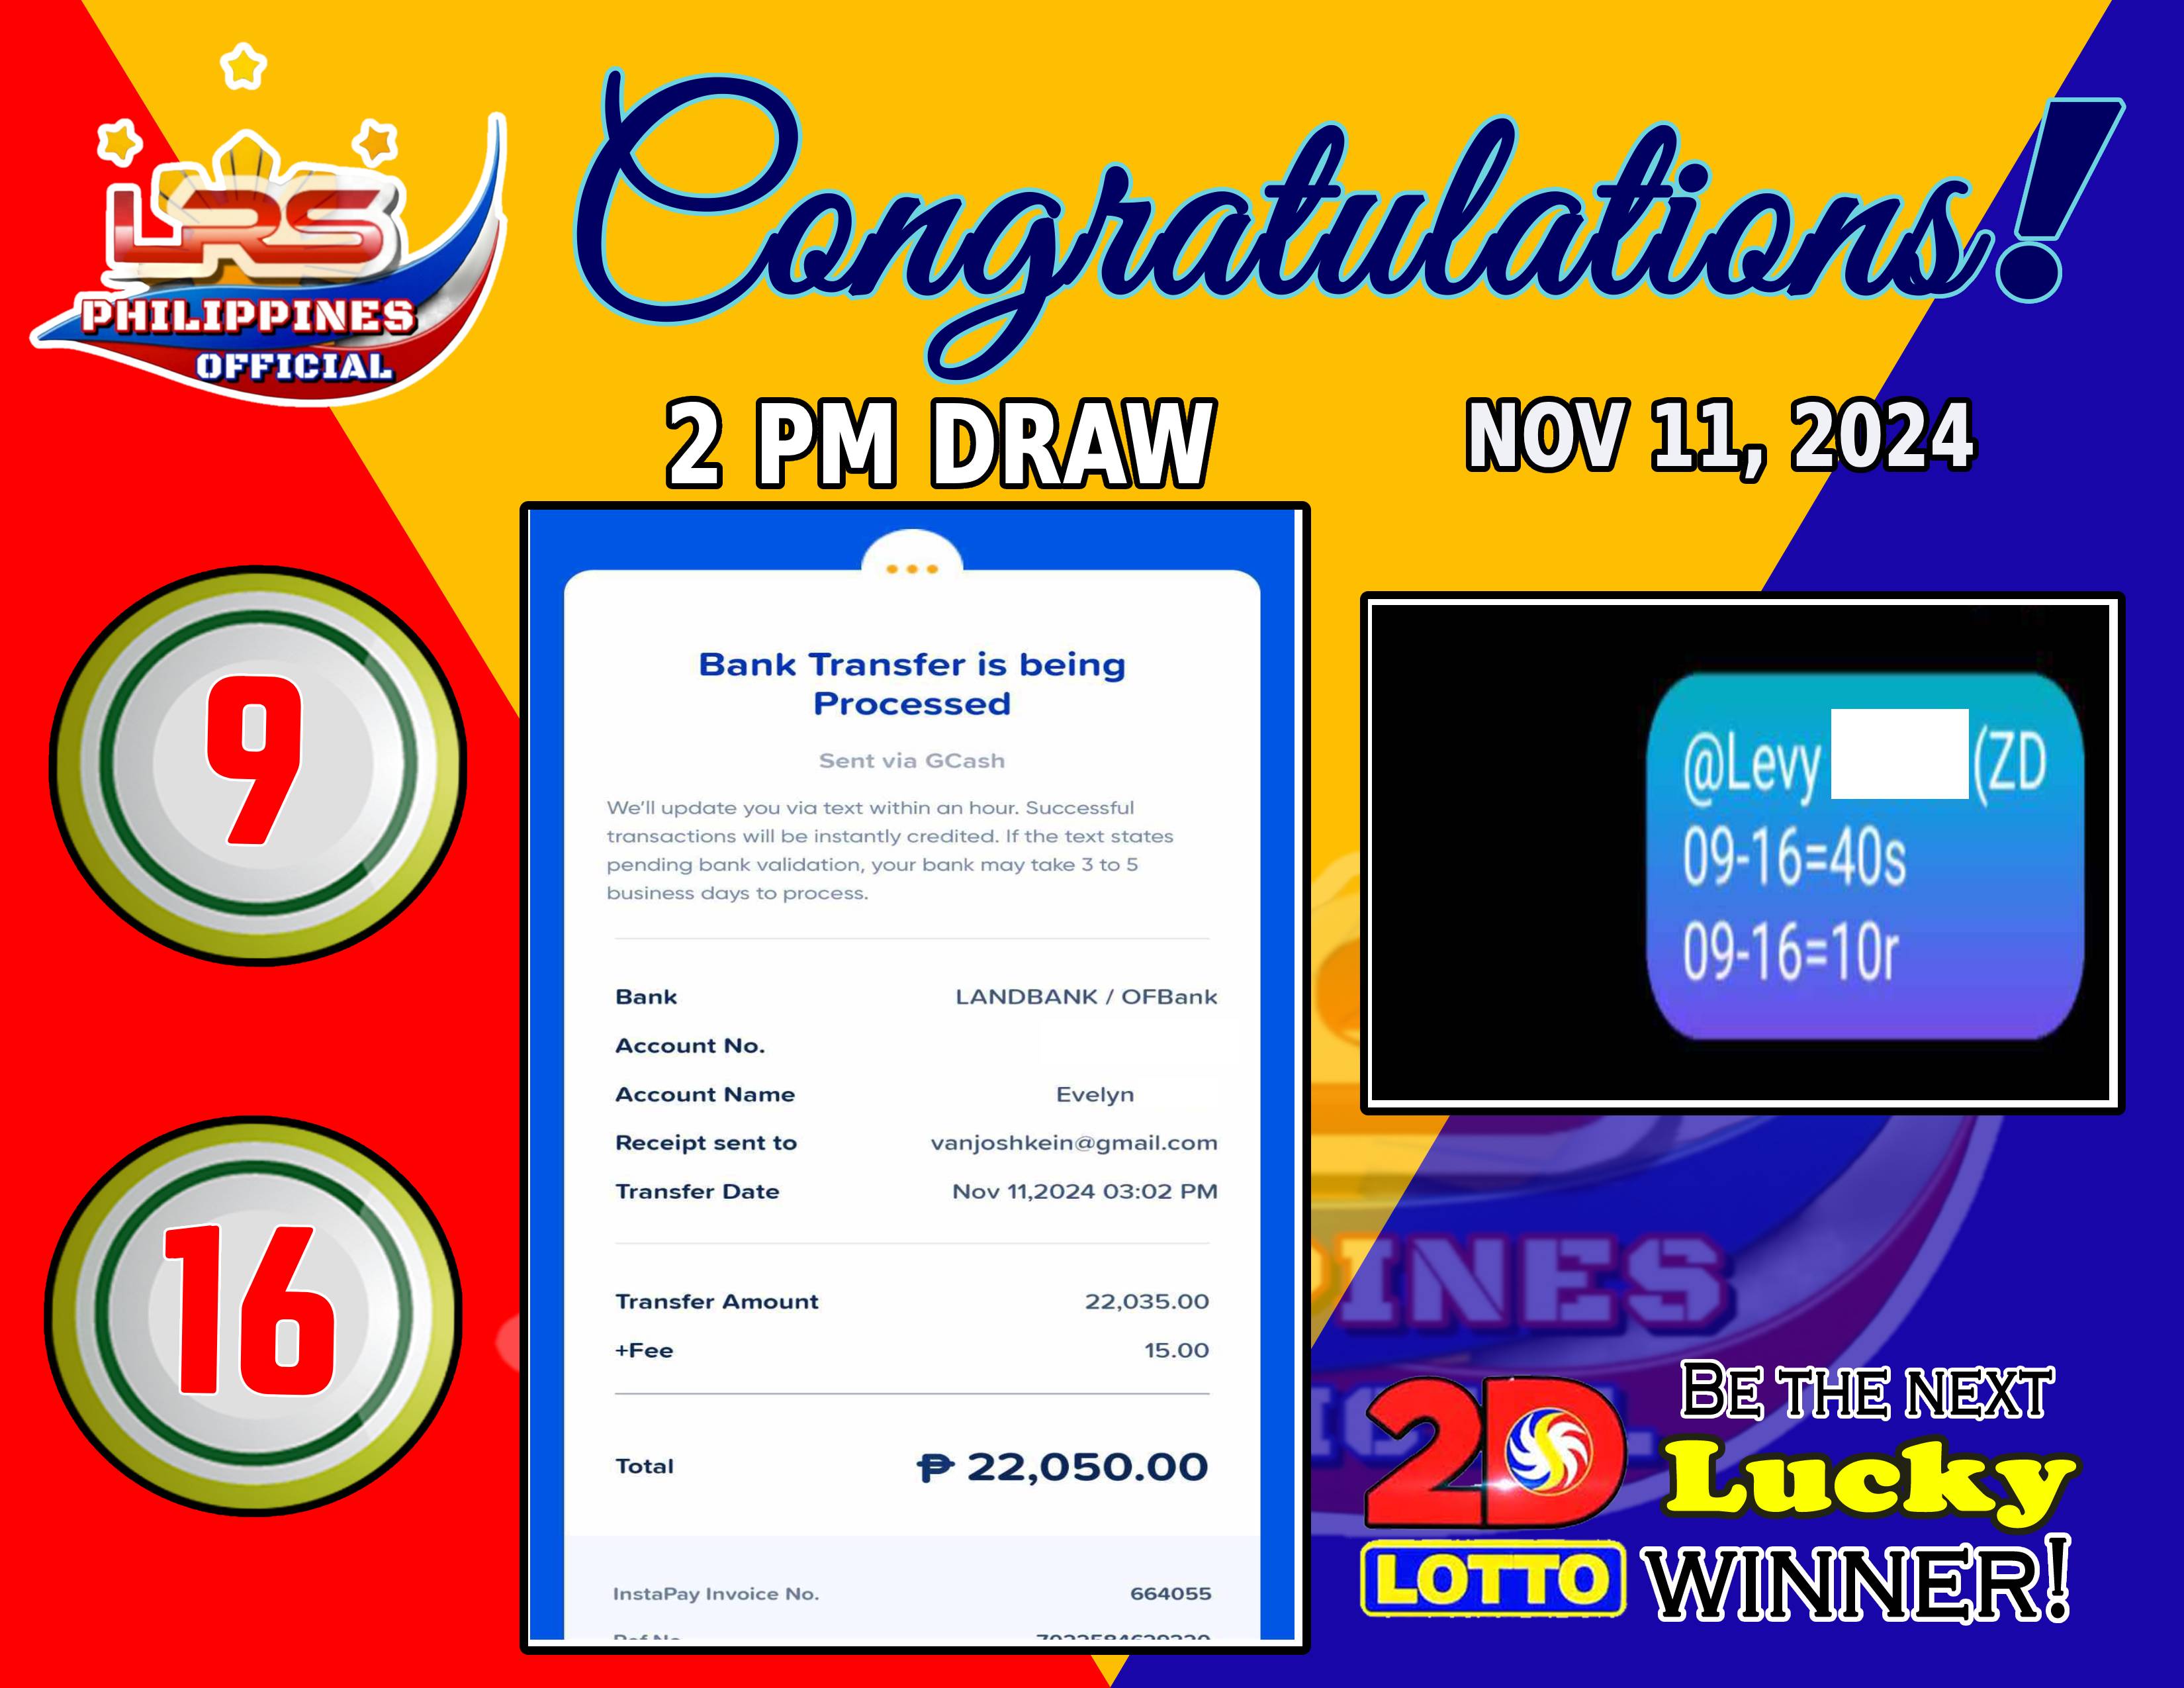 LRS
PHILIPPINES
OFFICIAL
Congratulations!
2 PM DRAW
NOV 11, 2024
9
16
Bank Transfer is being
Processed
Sent via GCash
We'll update you via text within an hour. Successful
transactions will be instantly credited. If the text states
pending bank validation, your bank may take 3 to 5
business days to process.
Bank LANDBANK / OFBank
Account No.
Account Name Evelyn
Receipt sent to vanjoshkein@gmail.com
Transfer Date Nov 11,2024 03:02 PM
Transfer Amount 22,035.00
+Fee 15.00
Total ₱ 22,050.00
InstaPay Invoice No. 664055
@Levy (ZD
09-16=40s
09-16=10r
PINES
2D
LOTTO
BE THE NEXT
Lucky
WINNER!